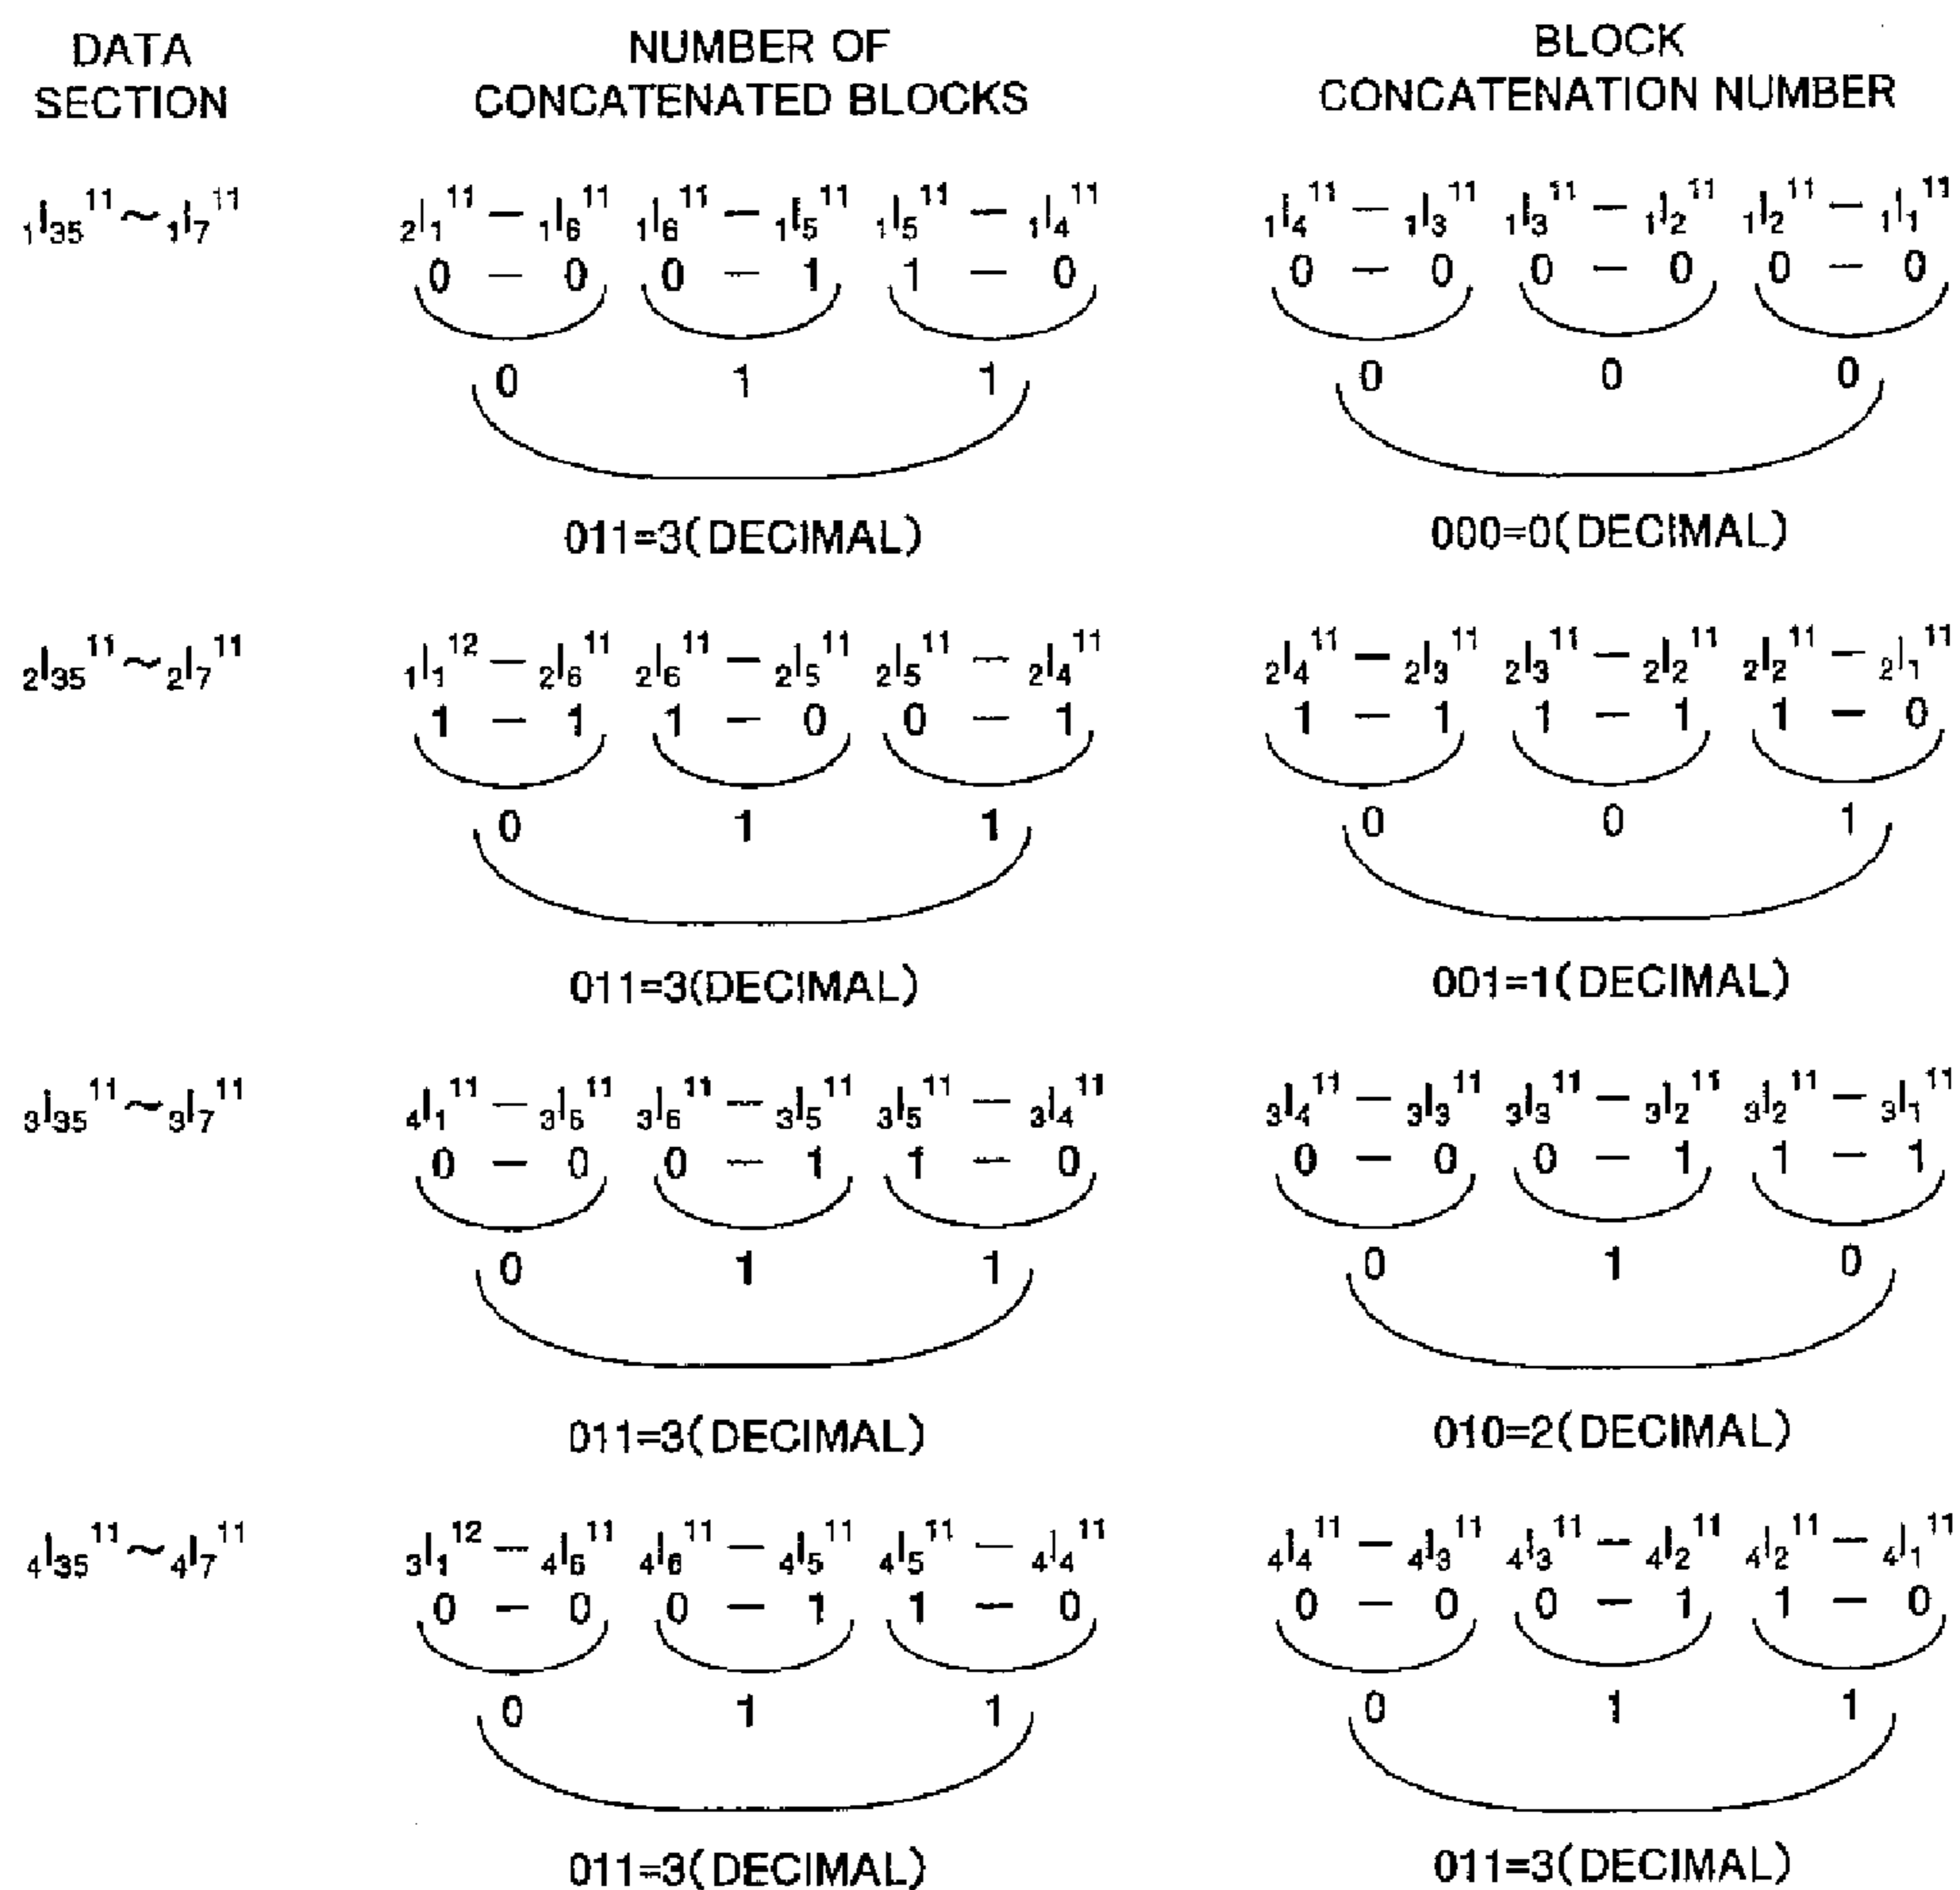 DATA SECTION
NUMBER OF CONCATENATED BLOCKS
BLOCK CONCATENATION NUMBER
₁I₃₅¹¹~₁I₇¹¹ ₂I₁¹¹ — ₁I₆¹¹ ₁I₆¹¹ — ₁I₅¹¹ ₁I₅¹¹ — ₁I₄¹¹ ₁I₄¹¹ — ₁I₃¹¹ ₁I₃¹¹ — ₁I₂¹¹ ₁I₂¹¹ — ₁I₁¹¹
0 — 0 0 — 1 1 — 0 0 — 0 0 — 0 0 — 0
0 1 1 0 0 0
011=3(DECIMAL) 000=0(DECIMAL)
₂I₃₅¹¹~₂I₇¹¹ ₁I₁¹² — ₂I₆¹¹ ₂I₆¹¹ — ₂I₅¹¹ ₂I₅¹¹ — ₂I₄¹¹ ₂I₄¹¹ — ₂I₃¹¹ ₂I₃¹¹ — ₂I₂¹¹ ₂I₂¹¹ — ₂I₁¹¹
1 — 1 1 — 0 0 — 1 1 — 1 1 — 1 1 — 0
0 1 1 0 0 1
011=3(DECIMAL) 001=1(DECIMAL)
₃I₃₅¹¹~₃I₇¹¹ ₄I₁¹¹ — ₃I₆¹¹ ₃I₆¹¹ — ₃I₅¹¹ ₃I₅¹¹ — ₃I₄¹¹ ₃I₄¹¹ — ₃I₃¹¹ ₃I₃¹¹ — ₃I₂¹¹ ₃I₂¹¹ — ₃I₁¹¹
0 — 0 0 — 1 1 — 0 0 — 0 0 — 1 1 — 1
0 1 1 0 1 0
011=3(DECIMAL) 010=2(DECIMAL)
₄I₃₅¹¹~₄I₇¹¹ ₃I₁¹² — ₄I₆¹¹ ₄I₆¹¹ — ₄I₅¹¹ ₄I₅¹¹ — ₄I₄¹¹ ₄I₄¹¹ — ₄I₃¹¹ ₄I₃¹¹ — ₄I₂¹¹ ₄I₂¹¹ — ₄I₁¹¹
0 — 0 0 — 1 1 — 0 0 — 0 0 — 1 1 — 0
0 1 1 0 1 1
011=3(DECIMAL) 011=3(DECIMAL)